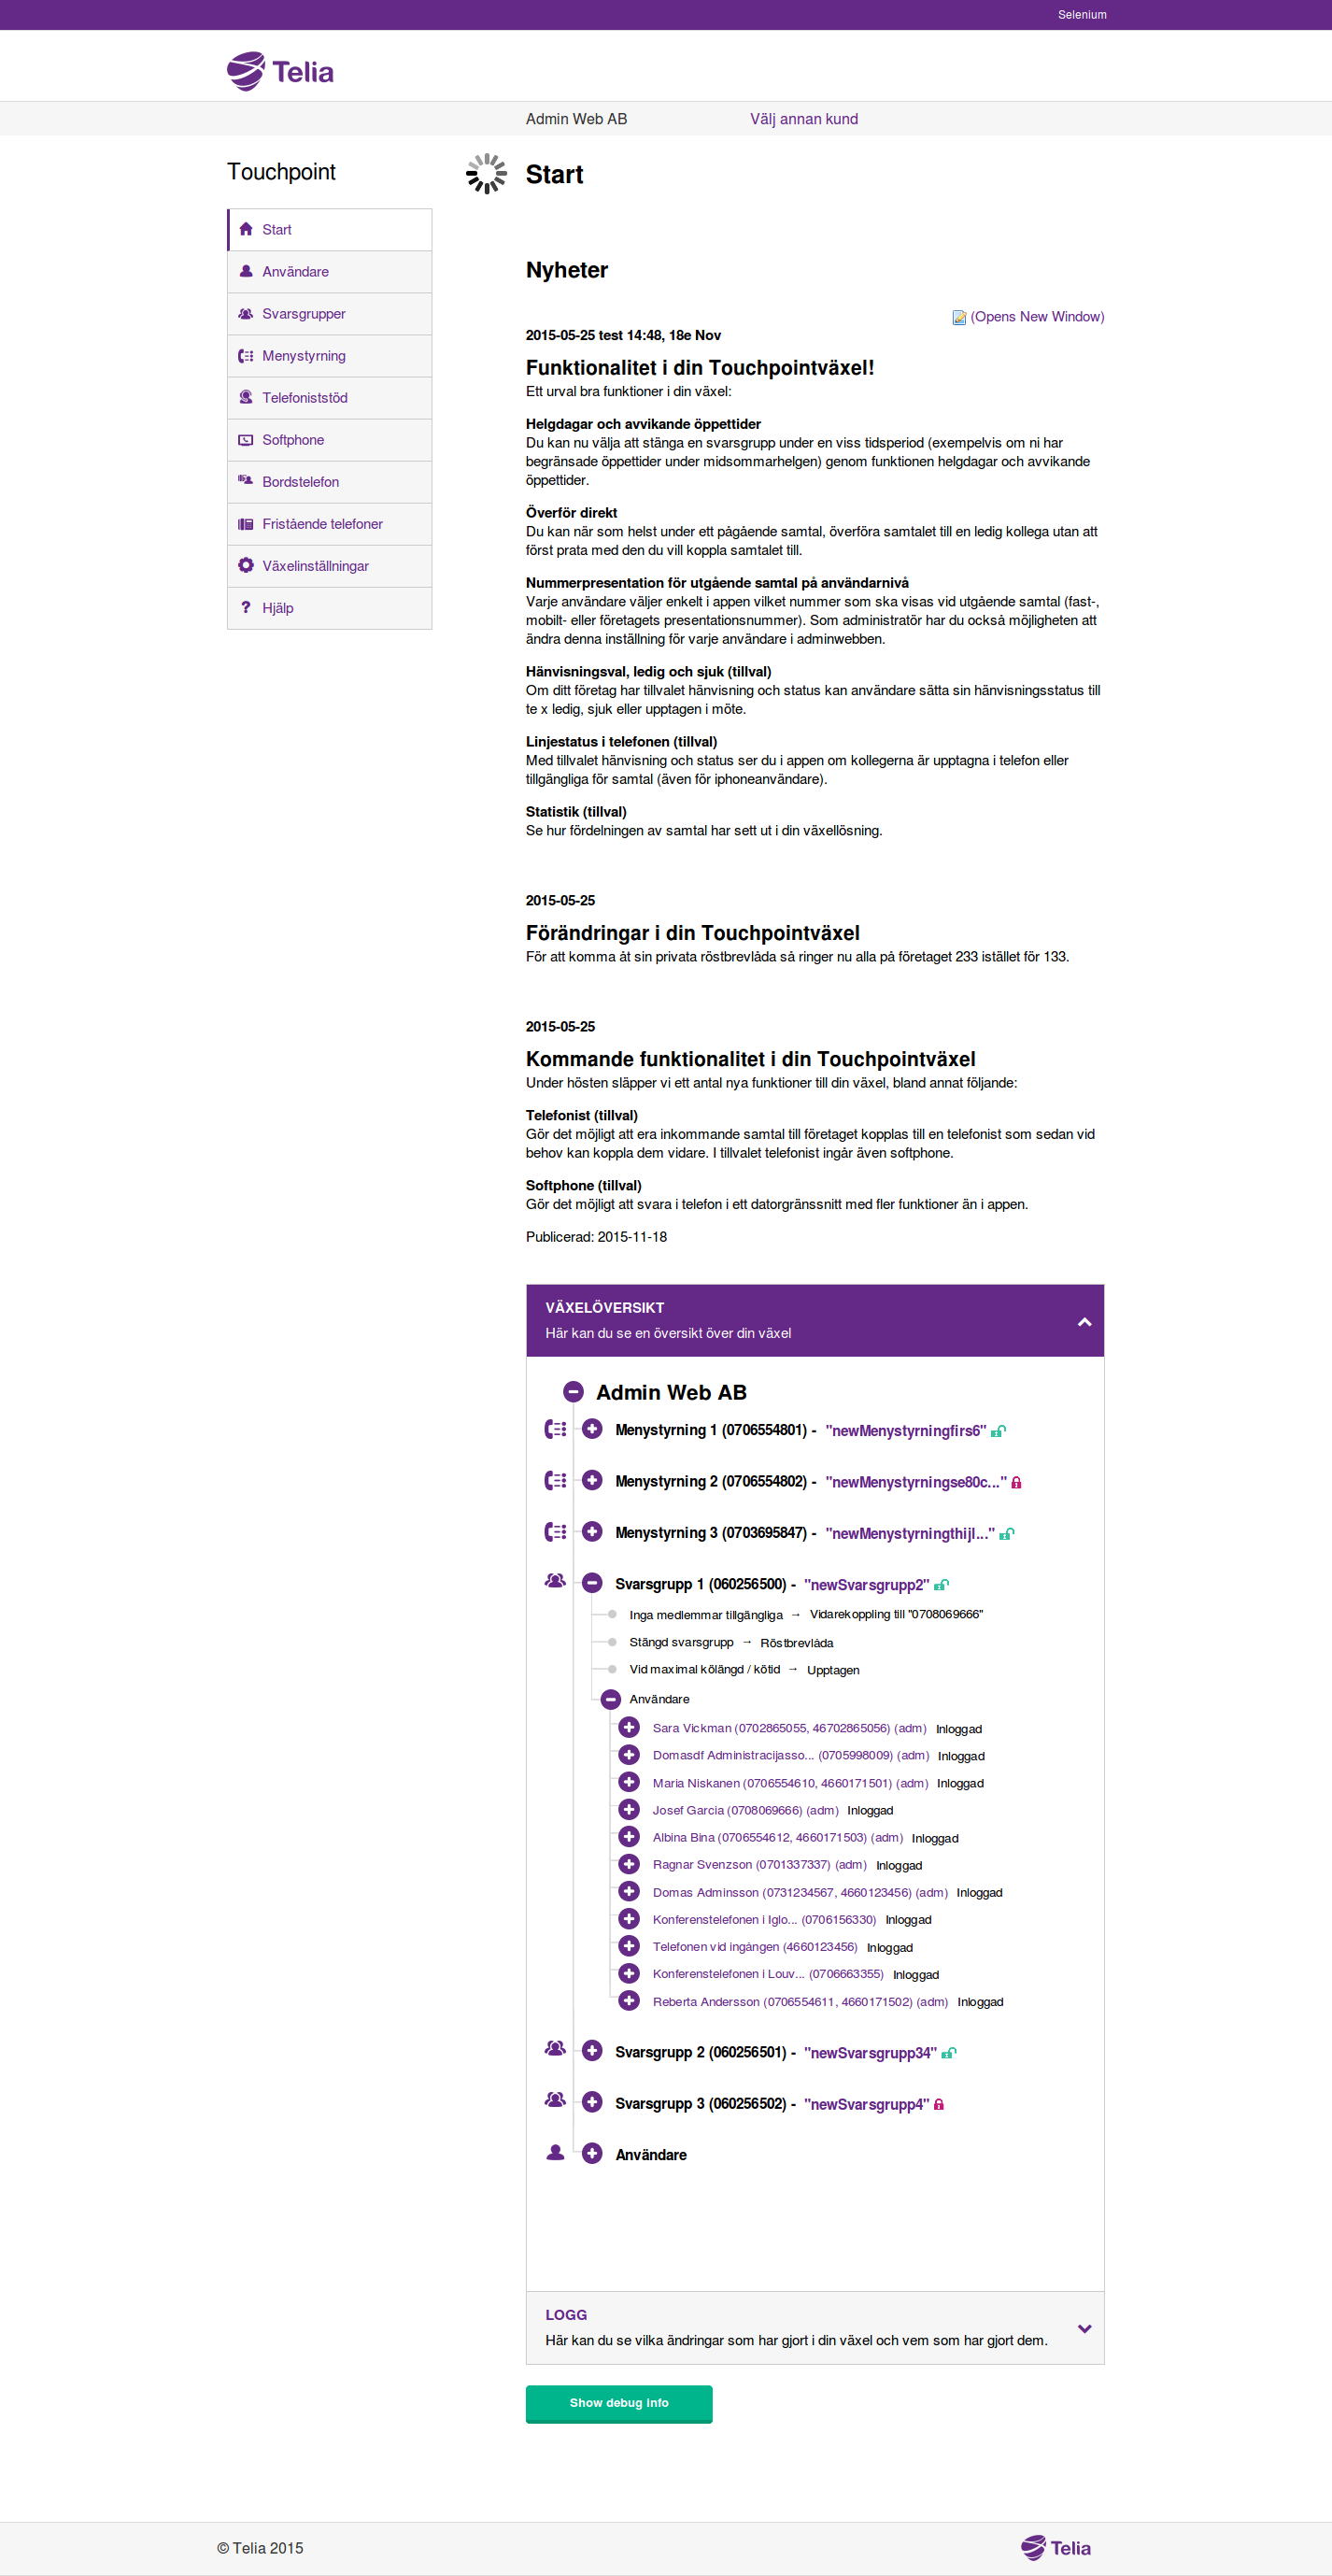 Selenium
Telia
Admin Web AB
Välj annan kund
Touchpoint
Start
Användare
Svarsgrupper
Menystyrning
Telefoniststöd
Softphone
Bordstelefon
Fristående telefoner
Växelinställningar
Hjälp
Start
Nyheter
(Opens New Window)
2015-05-25 test 14:48, 18e Nov
Funktionalitet i din Touchpointväxel!
Ett urval bra funktioner i din växel:
Helgdagar och avvikande öppettider
Du kan nu välja att stänga en svarsgrupp under en viss tidsperiod (exempelvis om ni har
begränsade öppettider under midsommarhelgen) genom funktionen helgdagar och avvikande
öppettider.
Överför direkt
Du kan när som helst under ett pågående samtal, överföra samtalet till en ledig kollega utan att
först prata med den du vill koppla samtalet till.
Nummerpresentation för utgående samtal på användarnivå
Varje användare väljer enkelt i appen vilket nummer som ska visas vid utgående samtal (fast-,
mobilt- eller företagets presentationsnummer). Som administratör har du också möjligheten att
ändra denna inställning för varje användare i adminwebben.
Hänvisningsval, ledig och sjuk (tillval)
Om ditt företag har tillvalet hänvisning och status kan användare sätta sin hänvisningsstatus till
te x ledig, sjuk eller upptagen i möte.
Linjestatus i telefonen (tillval)
Med tillvalet hänvisning och status ser du i appen om kollegerna är upptagna i telefon eller
tillgängliga för samtal (även för iphoneanvändare).
Statistik (tillval)
Se hur fördelningen av samtal har sett ut i din växellösning.
2015-05-25
Förändringar i din Touchpointväxel
För att komma åt sin privata röstbrevlåda så ringer nu alla på företaget 233 istället för 133.
2015-05-25
Kommande funktionalitet i din Touchpointväxel
Under hösten släpper vi ett antal nya funktioner till din växel, bland annat följande:
Telefonist (tillval)
Gör det möjligt att era inkommande samtal till företaget kopplas till en telefonist som sedan vid
behov kan koppla dem vidare. I tillvalet telefonist ingår även softphone.
Softphone (tillval)
Gör det möjligt att svara i telefon i ett datorgränssnitt med fler funktioner än i appen.
Publicerad: 2015-11-18
VÄXELÖVERSIKT
Här kan du se en översikt över din växel
Admin Web AB
Menystyrning 1 (0706554801) - "newMenystyrningfirs6"
Menystyrning 2 (0706554802) - "newMenystyrningse80c..."
Menystyrning 3 (0703695847) - "newMenystyrningthijl..."
Svarsgrupp 1 (060256500) - "newSvarsgrupp2"
Inga medlemmar tillgängliga → Vidarekoppling till "0708069666"
Stängd svarsgrupp → Röstbrevlåda
Vid maximal kölängd / kötid → Upptagen
Användare
Sara Vickman (0702865055, 46702865056) (adm) Inloggad
Domasdf Administracijasso... (0705998009) (adm) Inloggad
Maria Niskanen (0706554610, 4660171501) (adm) Inloggad
Josef Garcia (0708069666) (adm) Inloggad
Albina Bina (0706554612, 4660171503) (adm) Inloggad
Ragnar Svenzson (0701337337) (adm) Inloggad
Domas Adminsson (0731234567, 4660123456) (adm) Inloggad
Konferenstelefonen i Iglo... (0706156330) Inloggad
Telefonen vid ingången (4660123456) Inloggad
Konferenstelefonen i Louv... (0706663355) Inloggad
Reberta Andersson (0706554611, 4660171502) (adm) Inloggad
Svarsgrupp 2 (060256501) - "newSvarsgrupp34"
Svarsgrupp 3 (060256502) - "newSvarsgrupp4"
Användare
LOGG
Här kan du se vilka ändringar som har gjort i din växel och vem som har gjort dem.
Show debug info
© Telia 2015
Telia